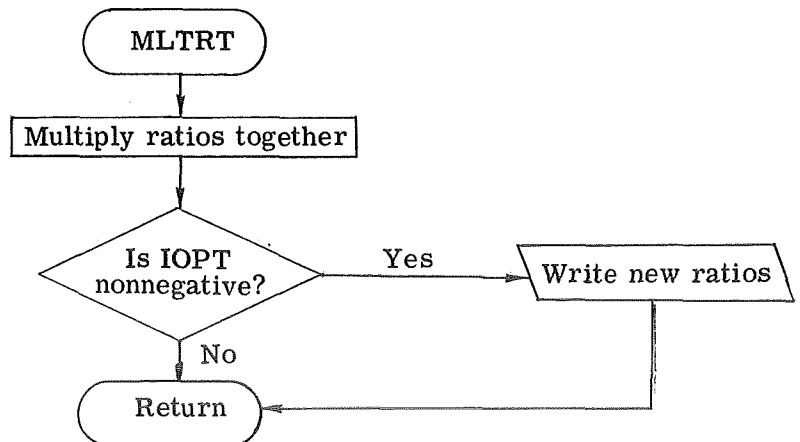 MLTRT
Multiply ratios together
Is IOPT
nonnegative?
Yes
Write new ratios
No
Return